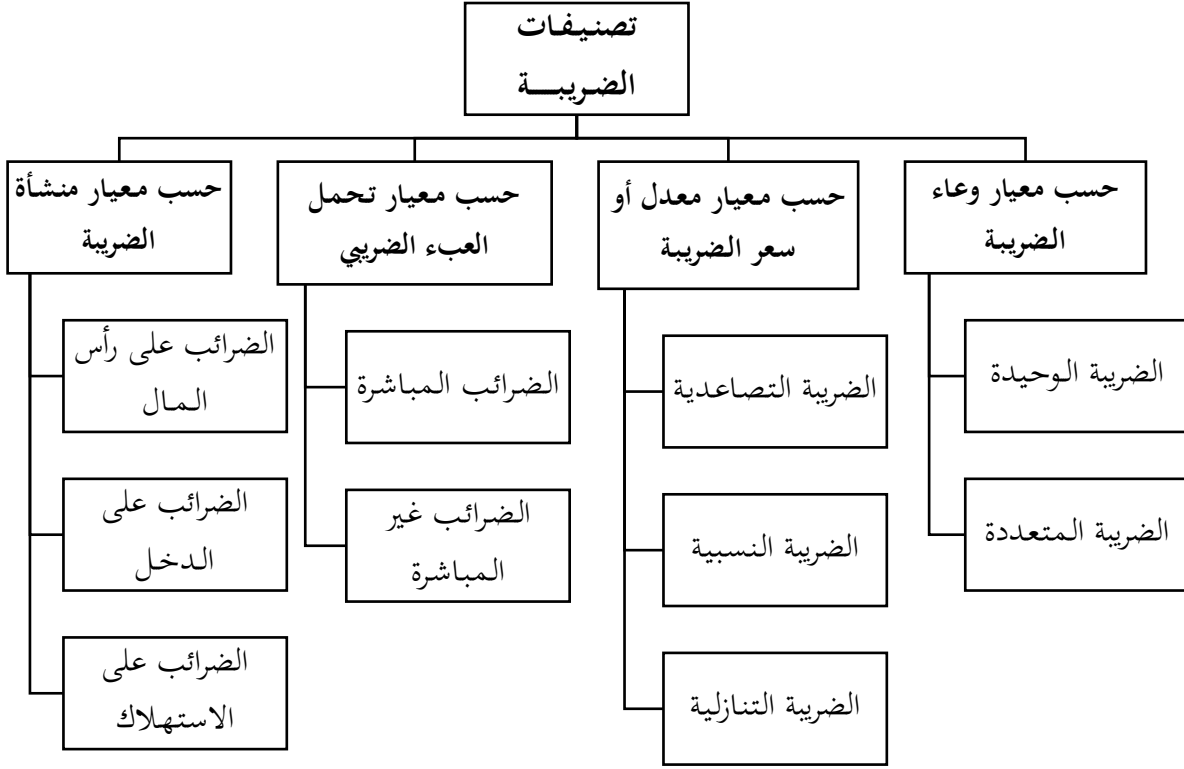 تصنيفات
الضريبة
حسب معيار وعاء
الضريبة
الضريبة الوحيدة
الضريبة المتعددة
حسب معيار معدل أو
سعر الضريبة
الضريبة التصاعدية
الضريبة النسبية
الضريبة التنازلية
حسب معيار تحمل
العبء الضريبي
الضرائب المباشرة
الضرائب غير
المباشرة
حسب معيار منشأة
الضريبة
الضرائب على رأس
المال
الضرائب على
الدخل
الضرائب على
الاستهلاك